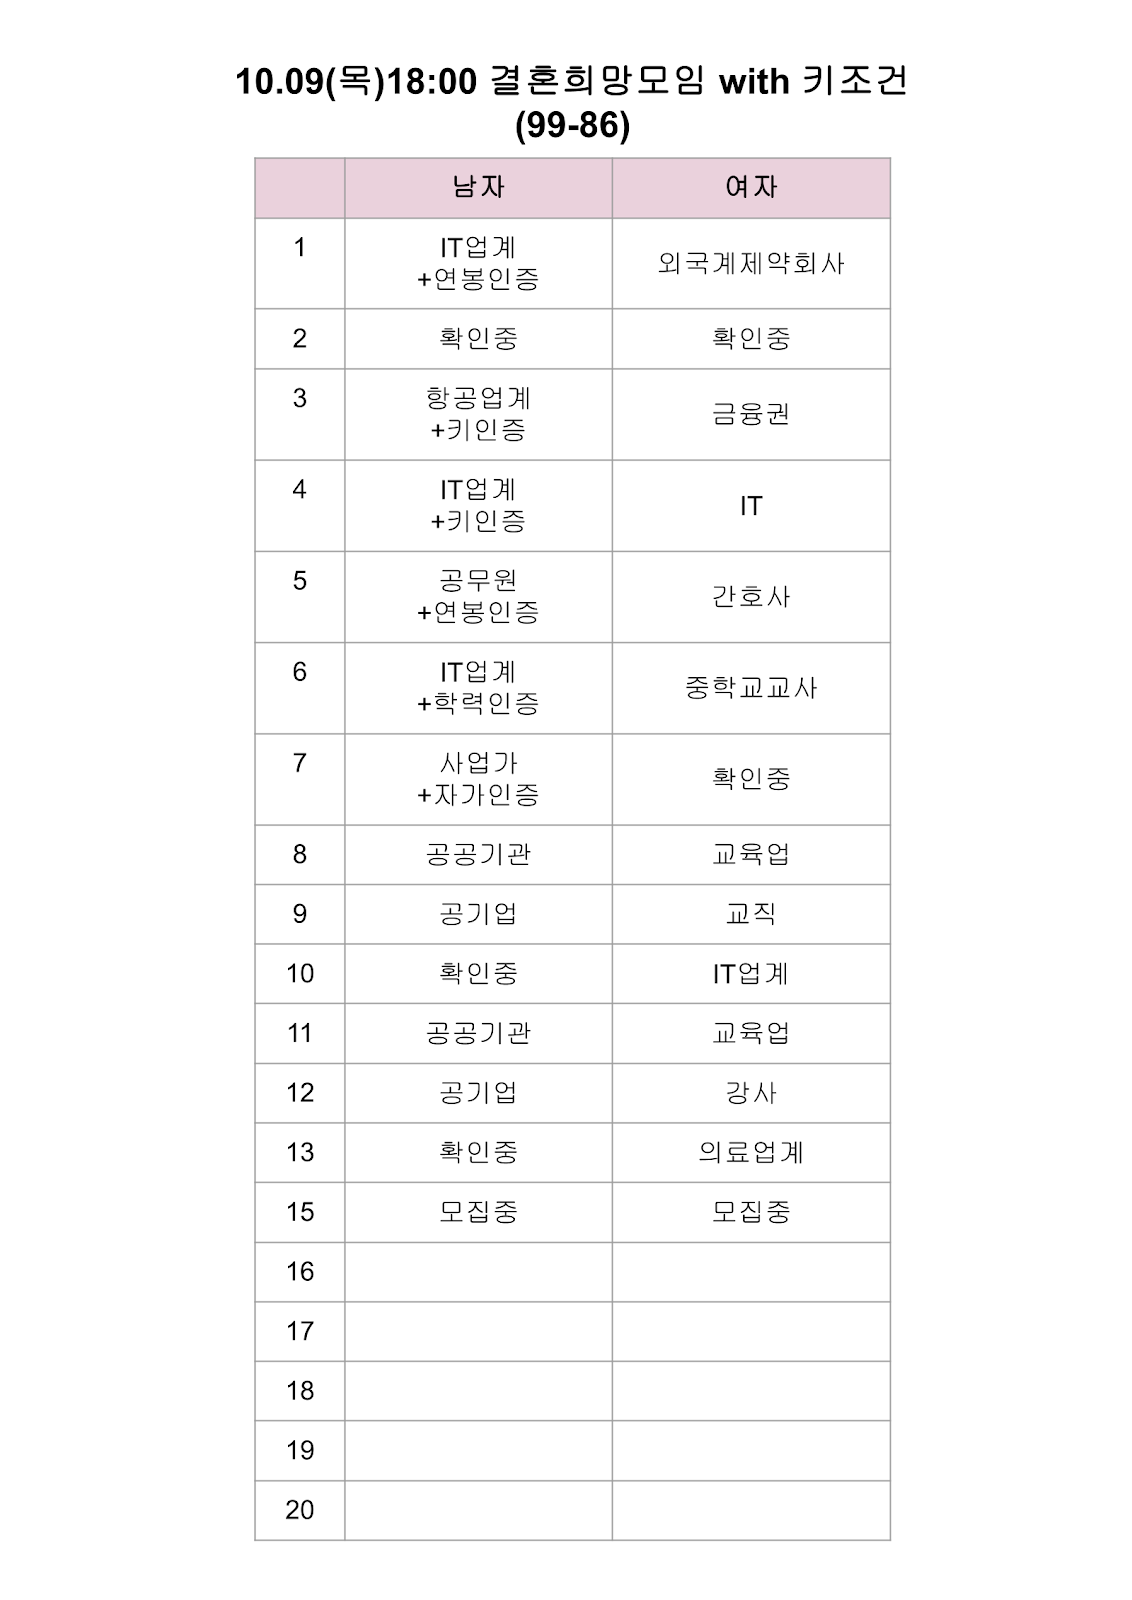 10.09(목)18:00 결혼희망모임 with 키조건
(99-86)
남자 여자
1 IT업계 외국계제약회사
+연봉인증
2 확인중 확인중
3 항공업계 금융권
+키인증
4 IT업계 IT
+키인증
5 공무원 간호사
+연봉인증
6 IT업계 중학교교사
+학력인증
7 사업가 확인중
+자가인증
8 공공기관 교육업
9 공기업 교직
10 확인중 IT업계
11 공공기관 교육업
12 공기업 강사
13 확인중 의료업계
15 모집중 모집중
16
17
18
19
20